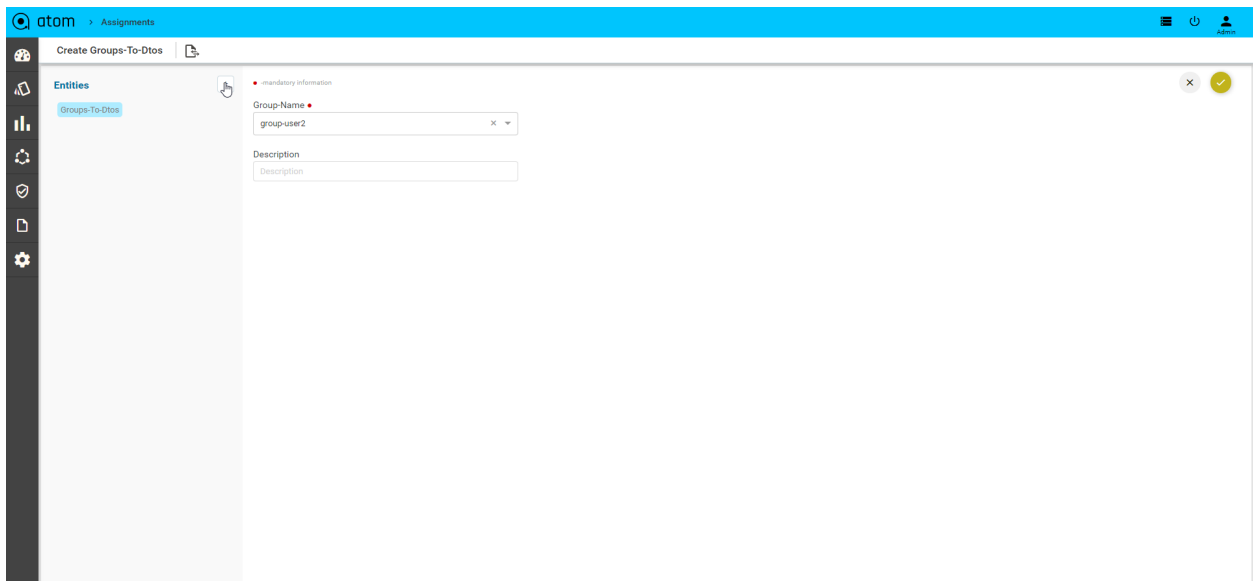 atom > Assignments
Admin
Create Groups-To-Dtos
Entities
Groups-To-Dtos
-mandatory information
Group-Name
group-user2
Description
Description